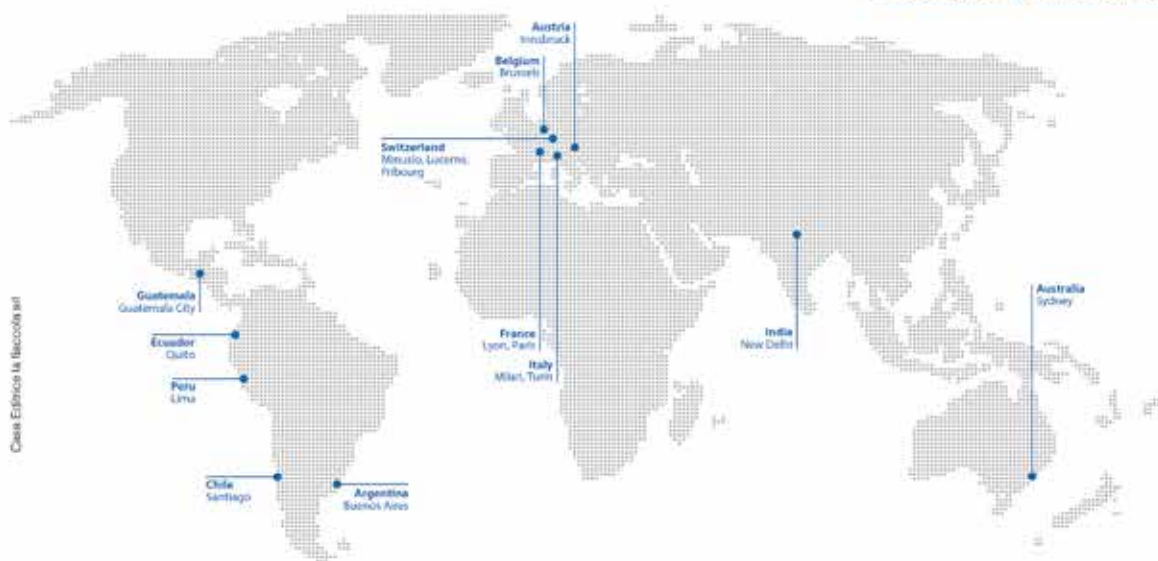 Austria
Innsbruck
Belgium
Brussels
Switzerland
Minusio, Lucerne,
Fribourg
Guatemala
Guatemala City
Ecuador
Quito
Peru
Lima
Chile
Santiago
Argentina
Buenos Aires
France
Lyon, Paris
Italy
Milan, Turin
India
New Delhi
Australia
Sydney
Casa Editrice la fiaccola srl